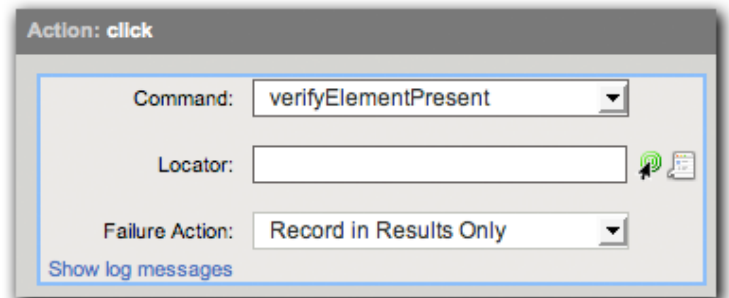 Action: click
Command: verifyElementPresent
Locator:
Failure Action: Record in Results Only
Show log messages